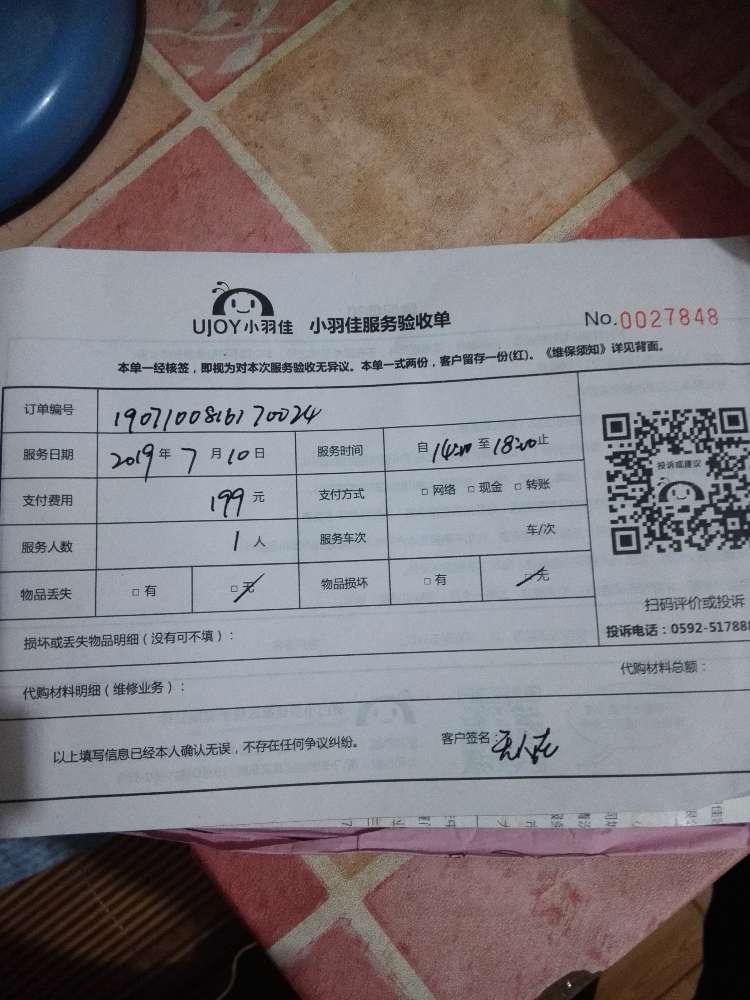 UJOY小羽佳 小羽佳服务验收单
No.0027848
本单一经核签，即视为对本次服务验收无异议。本单一式两份，客户留存一份(红)。《维保须知》详见背面。
订单编号 190710081617 0024
服务日期 2019年 7 月10日 服务时间 自14:00至18:00止
支付费用 199 元 支付方式 □网络 □现金 □转账
服务人数 1 人 服务车次 车/次
物品丢失 □有 □无 物品损坏 □有 □无
投诉或建议
扫码评价或投诉
投诉电话：0592-517888
损坏或丢失物品明细（没有可不填）：
代购材料明细（维修业务）： 代购材料总额：
以上填写信息已经本人确认无误，不存在任何争议纠纷。 客户签名：无人在